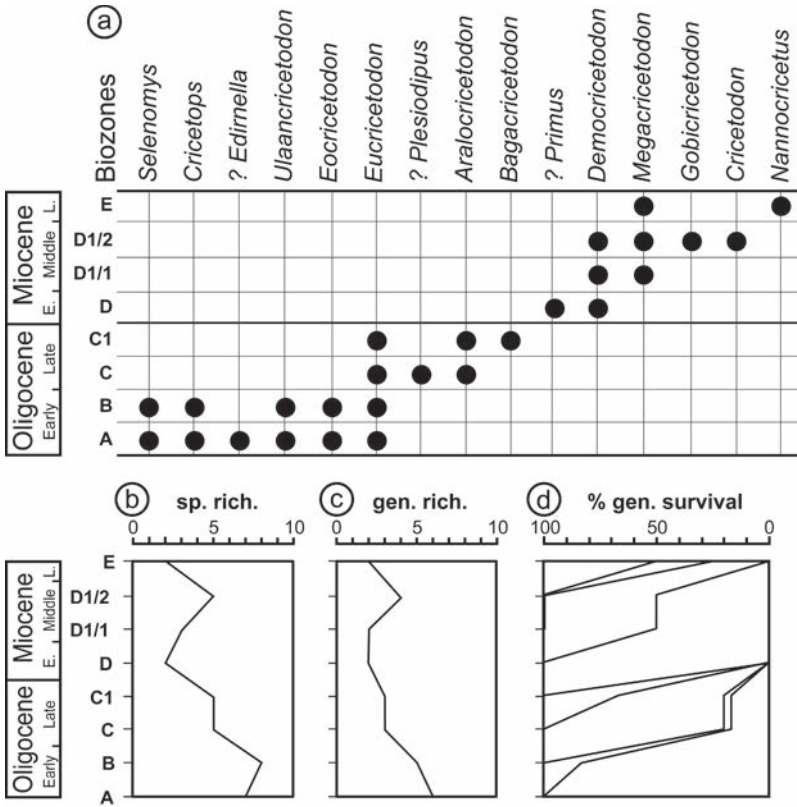 a
Biozones
Selenomys
Cricetops
? Edirnella
Ulaancricetodon
Eocricetodon
Eucricetodon
? Plesiodipus
Aralocricetodon
Bagacricetodon
? Primus
Democricetodon
Megacricetodon
Gobicricetodon
Cricetodon
Nannocricetus
Miocene
L.
Middle
E.
Oligocene
Late
Early
E
D1/2
D1/1
D
C1
C
B
A
b sp. rich.
0 5 10
c gen. rich.
0 5 10
d % gen. survival
100 50 0
Miocene
L.
Middle
E.
Oligocene
Late
Early
E
D1/2
D1/1
D
C1
C
B
A